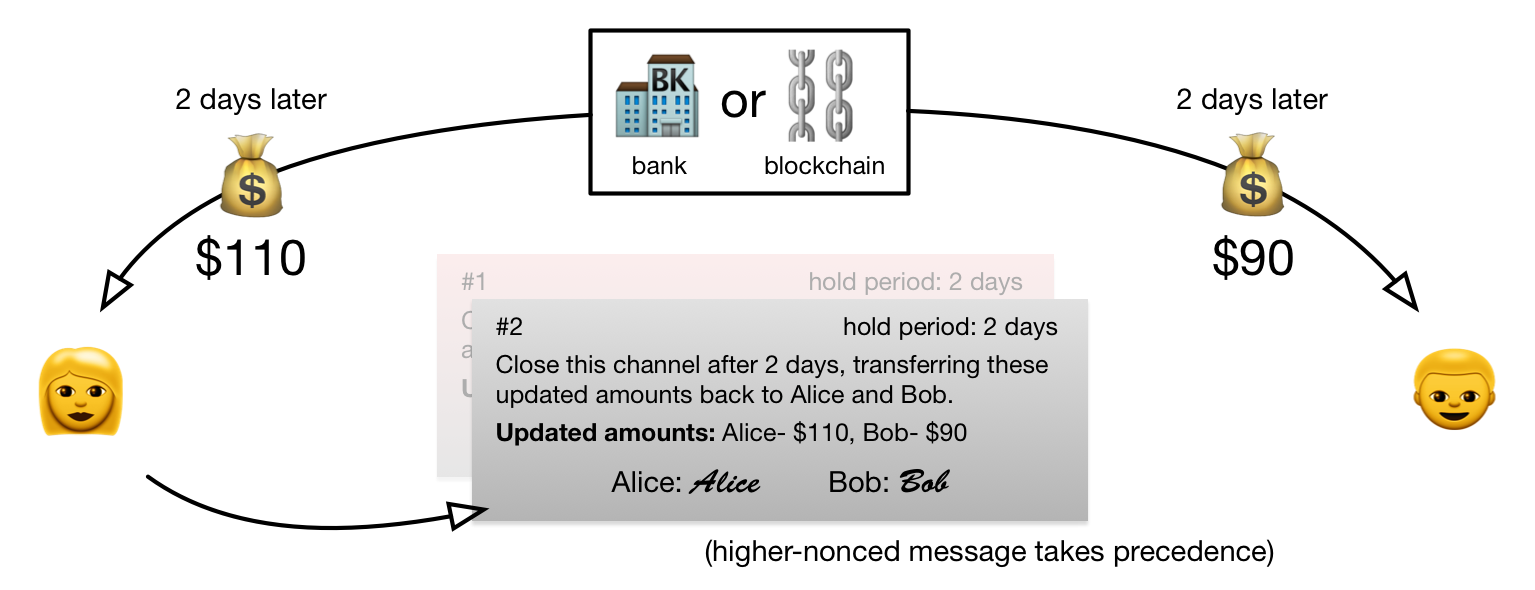 2 days later
$110
BK
or
bank
blockchain
2 days later
$90
#1
hold period: 2 days
#2
hold period: 2 days
Close this channel after 2 days, transferring these
updated amounts back to Alice and Bob.
Updated amounts: Alice- $110, Bob- $90
Alice: Alice
Bob: Bob
(higher-nonced message takes precedence)